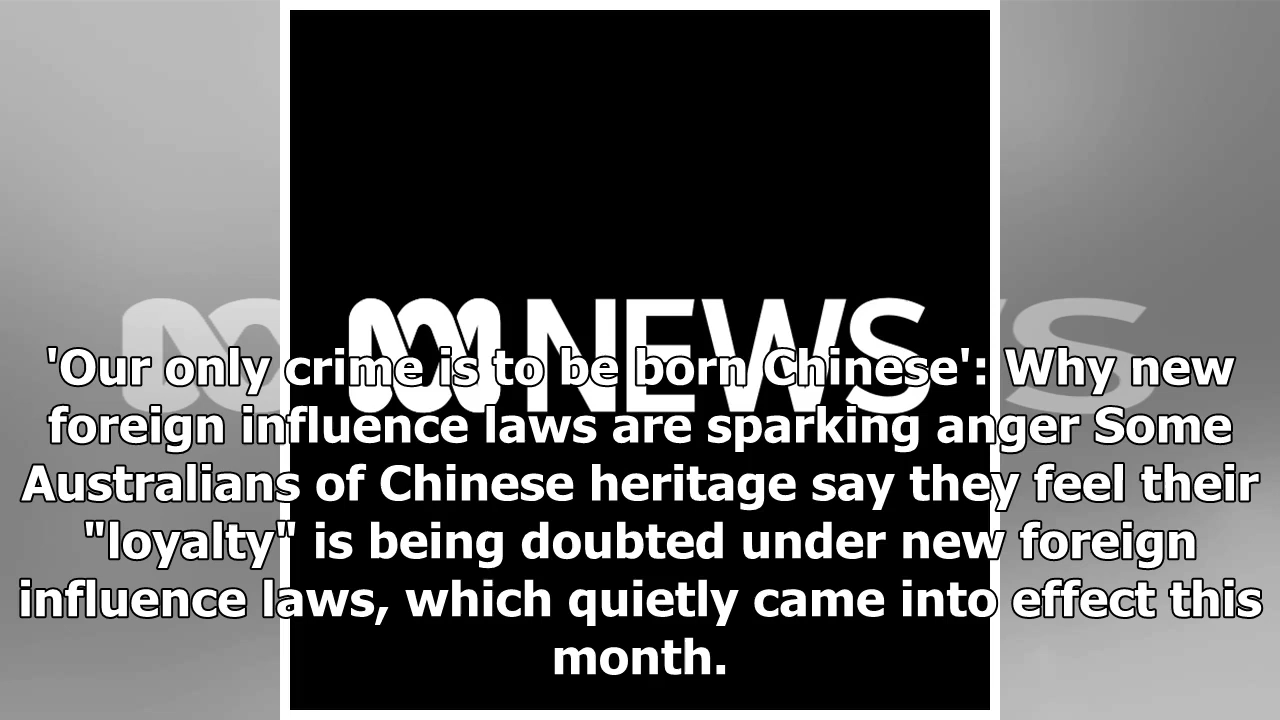 NEWS
'Our only crime is to be born Chinese': Why new
foreign influence laws are sparking anger Some
Australians of Chinese heritage say they feel their
"loyalty" is being doubted under new foreign
influence laws, which quietly came into effect this
month.